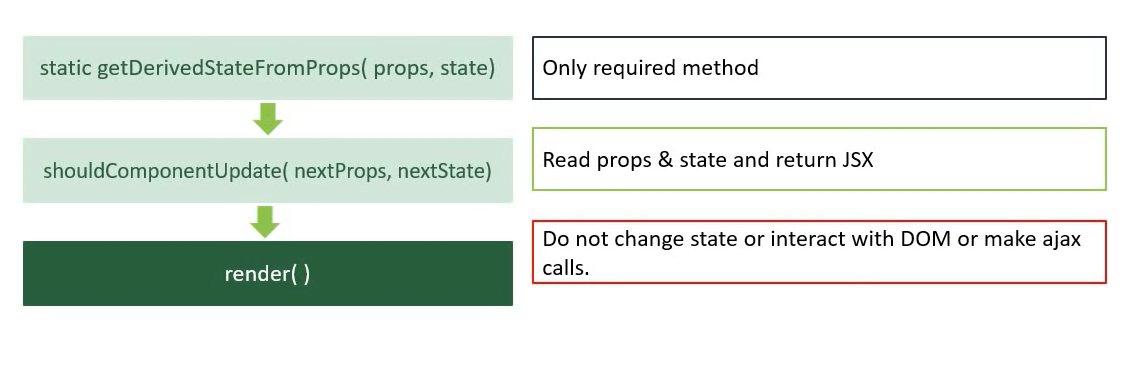 static getDerivedStateFromProps( props, state)
Only required method
shouldComponentUpdate( nextProps, nextState)
Read props & state and return JSX
render( )
Do not change state or interact with DOM or make ajax
calls.